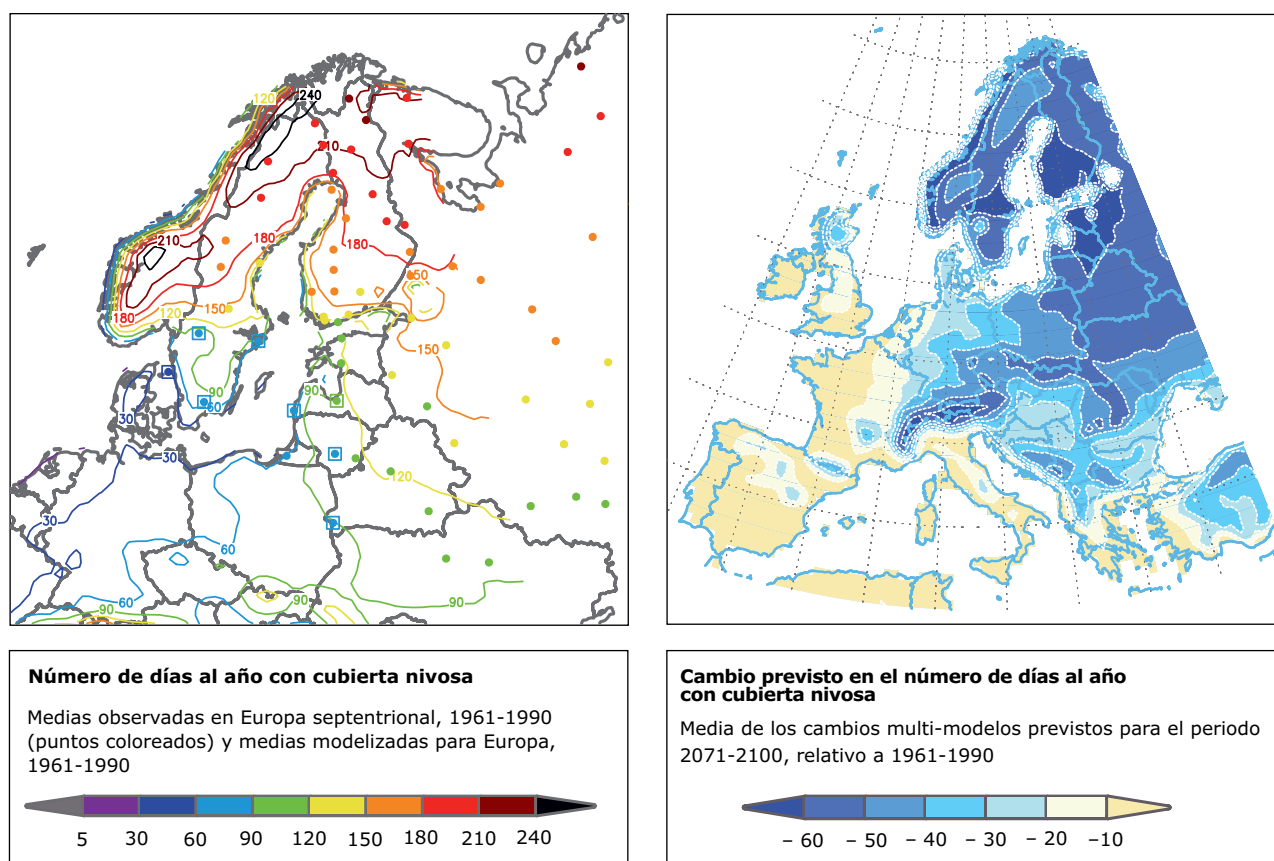 120
240
210
210
180
180
180
150
150
120
150
90
60
90
30
30
120
30
60
60
90
90
90
Número de días al año con cubierta nivosa
Medias observadas en Europa septentrional, 1961-1990
(puntos coloreados) y medias modelizadas para Europa,
1961-1990
5 30 60 90 120 150 180 210 240
Cambio previsto en el número de días al año
con cubierta nivosa
Media de los cambios multi-modelos previstos para el periodo
2071-2100, relativo a 1961-1990
– 60 – 50 – 40 – 30 – 20 –10